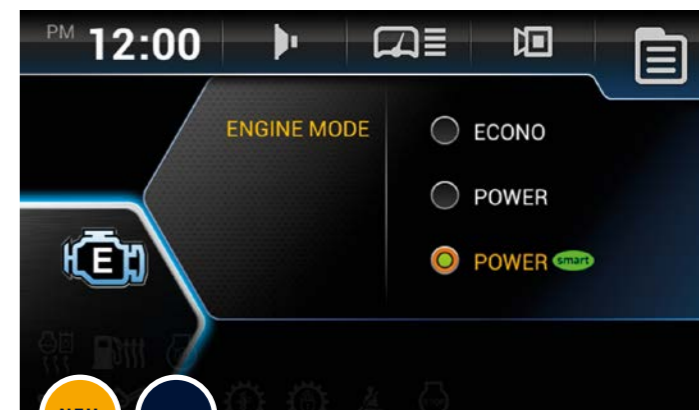 PM 12:00
ENGINE MODE
ECONO
POWER
E
POWER smart